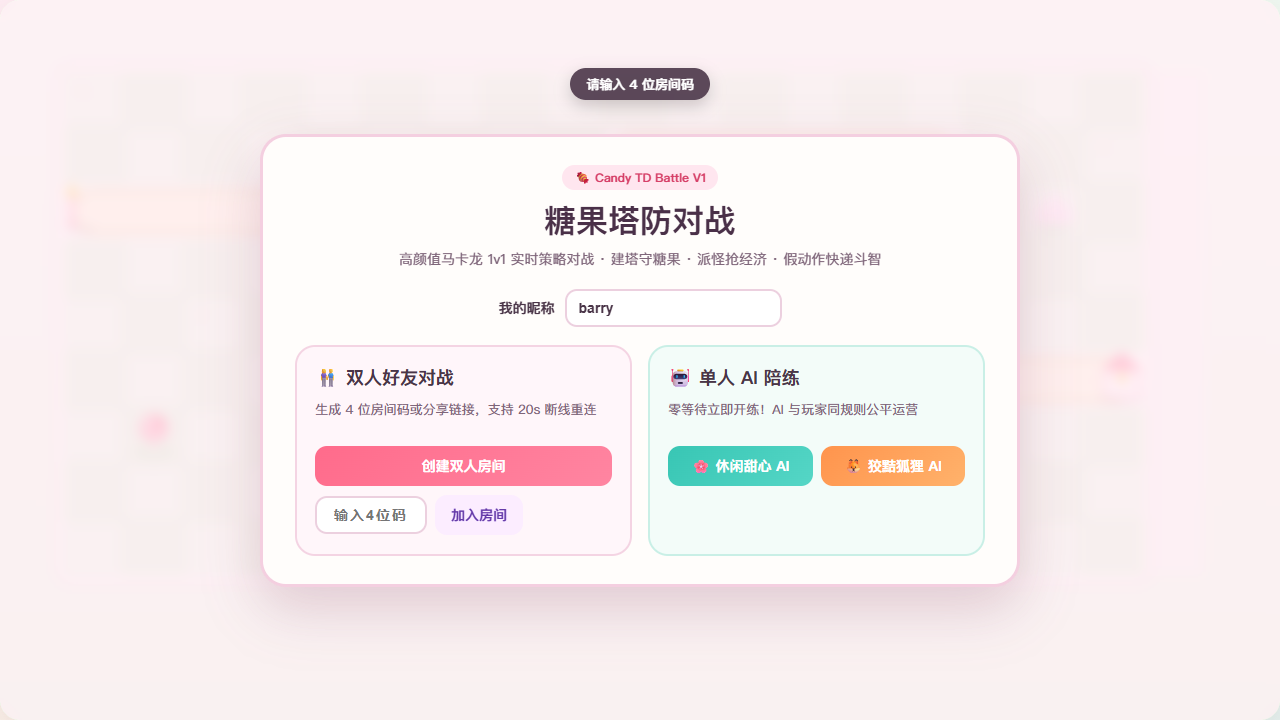 请输入 4 位房间码
Candy TD Battle V1
糖果塔防对战
高颜值马卡龙 1v1 实时策略对战 · 建塔守糖果 · 派怪抢经济 · 假动作快递斗智
我的昵称
barry
双人好友对战
生成 4 位房间码或分享链接，支持 20s 断线重连
创建双人房间
输入4位码
加入房间
单人 AI 陪练
零等待立即开练！AI 与玩家同规则公平运营
休闲甜心 AI
狡黠狐狸 AI